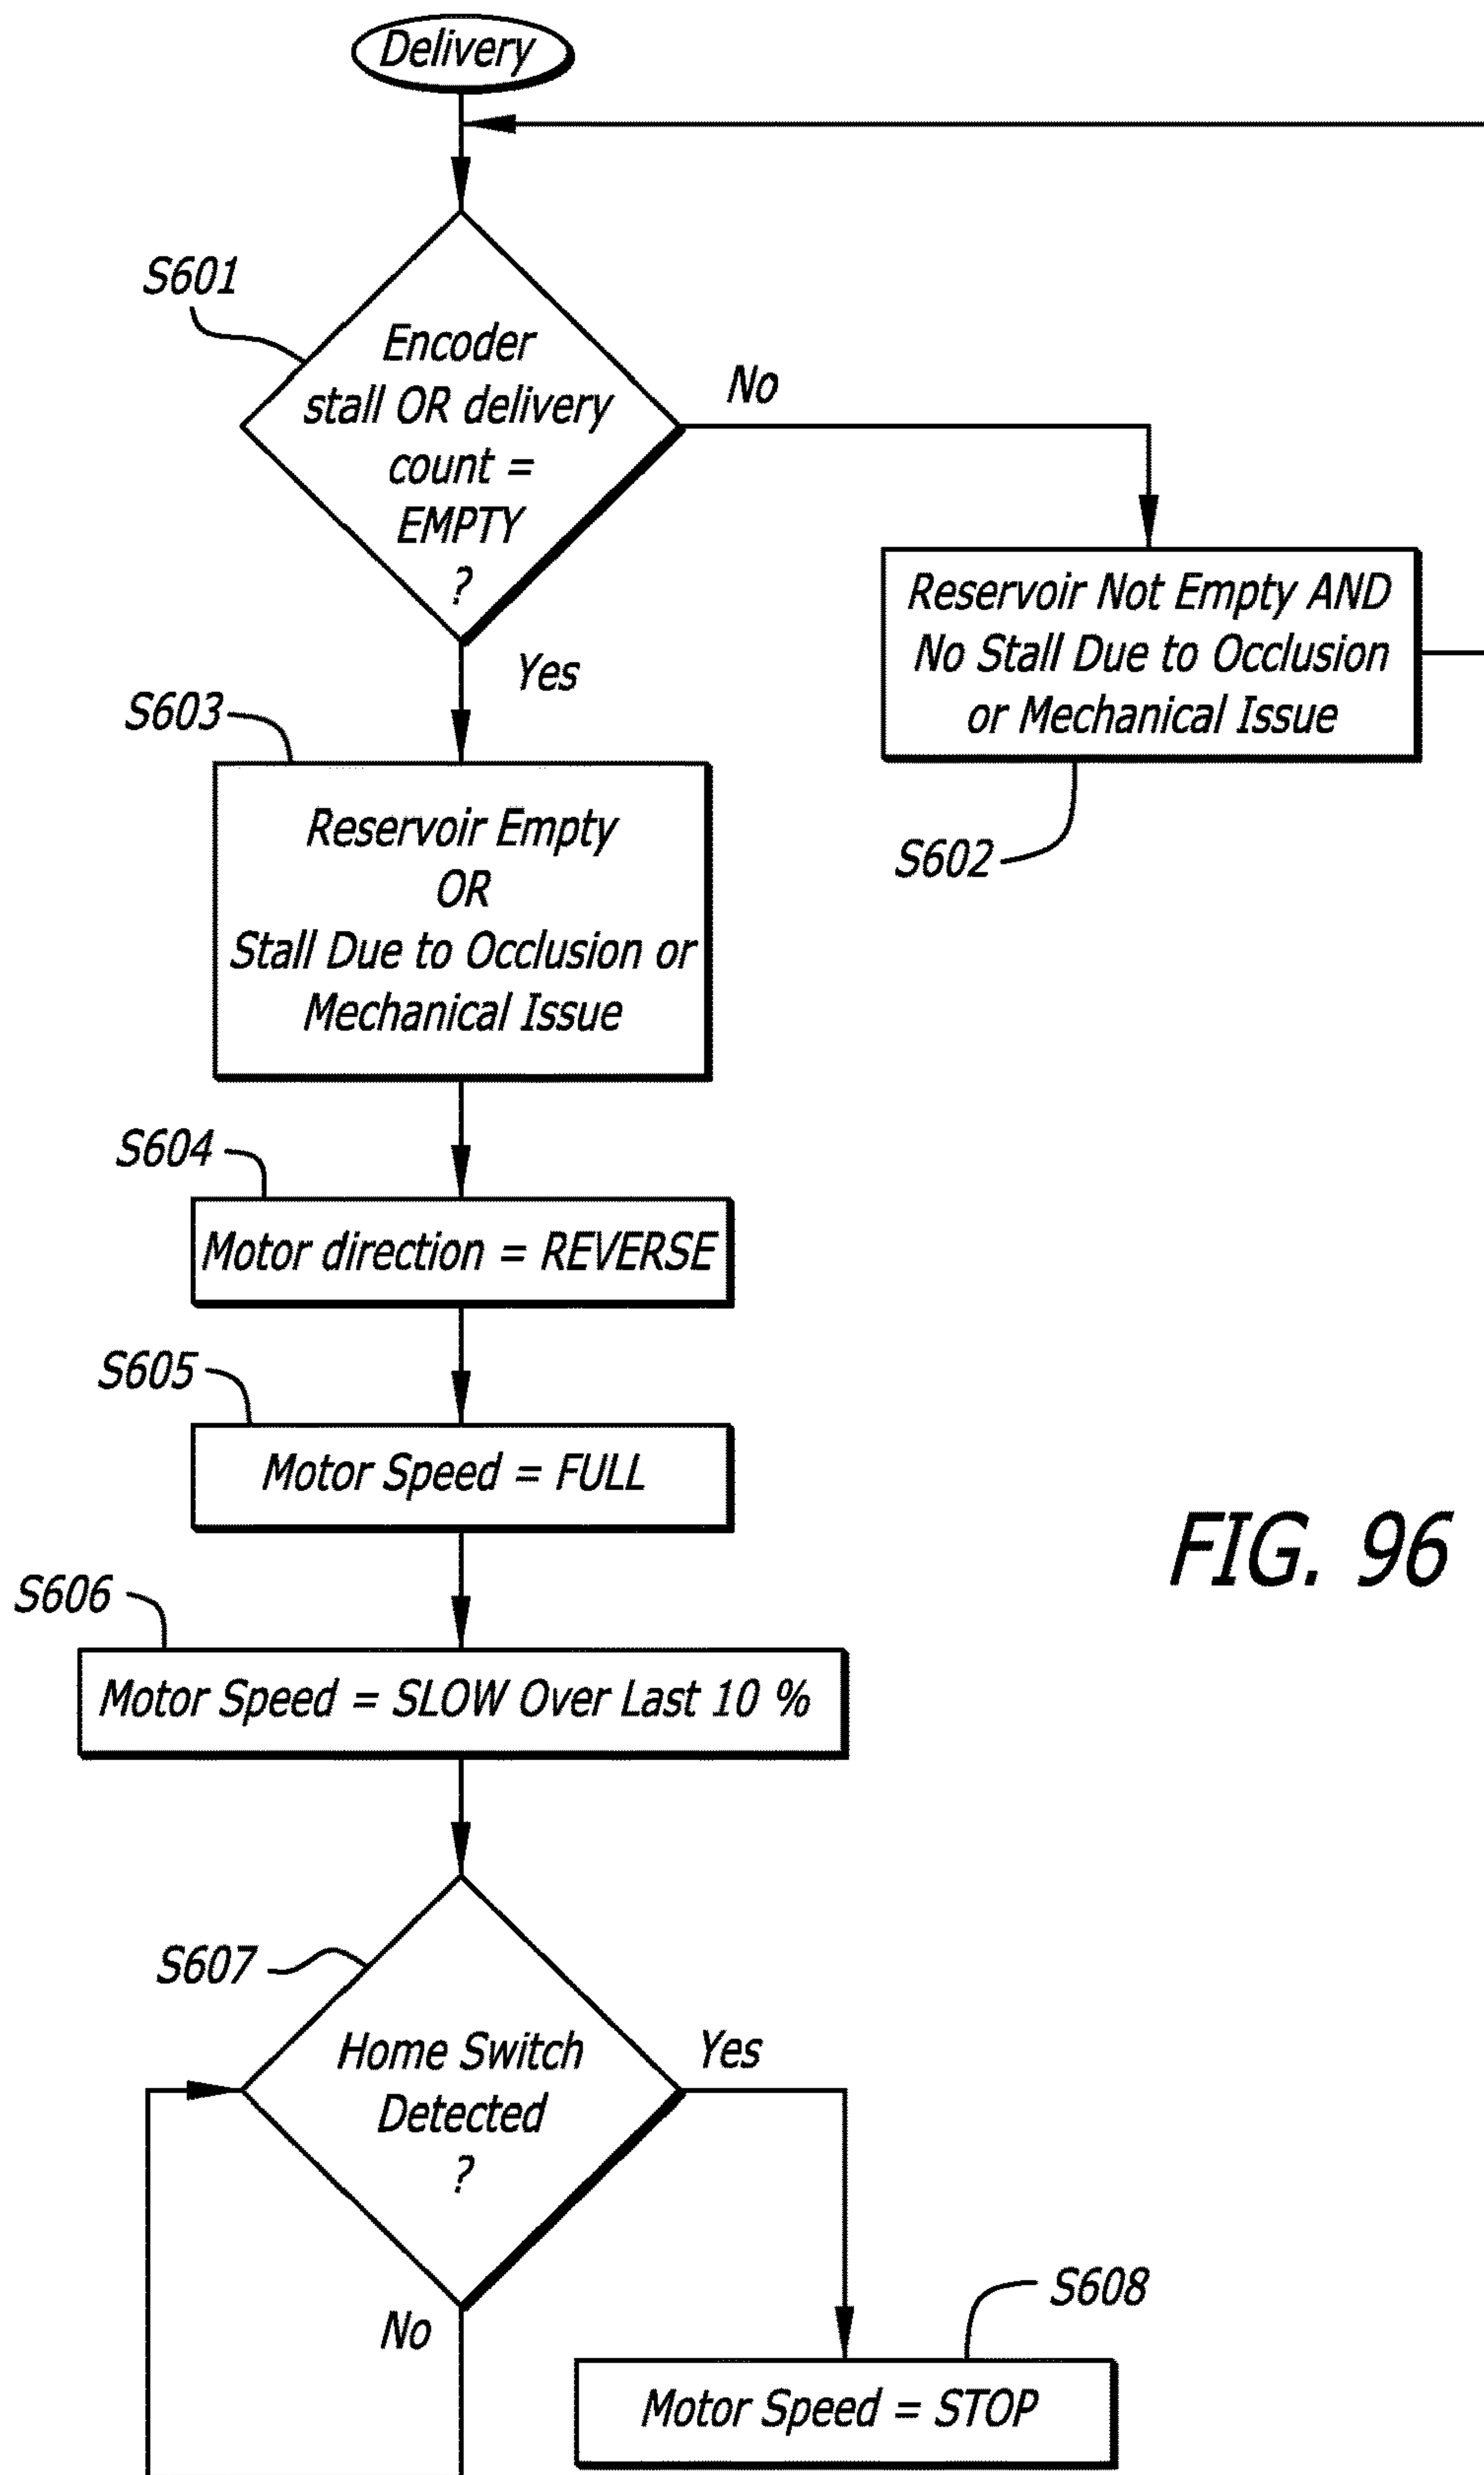 Delivery
S601
Encoder
stall OR delivery
count =
EMPTY
?
No
Yes
Reservoir Not Empty AND
No Stall Due to Occlusion
or Mechanical Issue
S602
S603
Reservoir Empty
OR
Stall Due to Occlusion or
Mechanical Issue
S604
Motor direction = REVERSE
S605
Motor Speed = FULL
FIG. 96
S606
Motor Speed = SLOW Over Last 10 %
S607
Home Switch
Detected
?
Yes
No
S608
Motor Speed = STOP